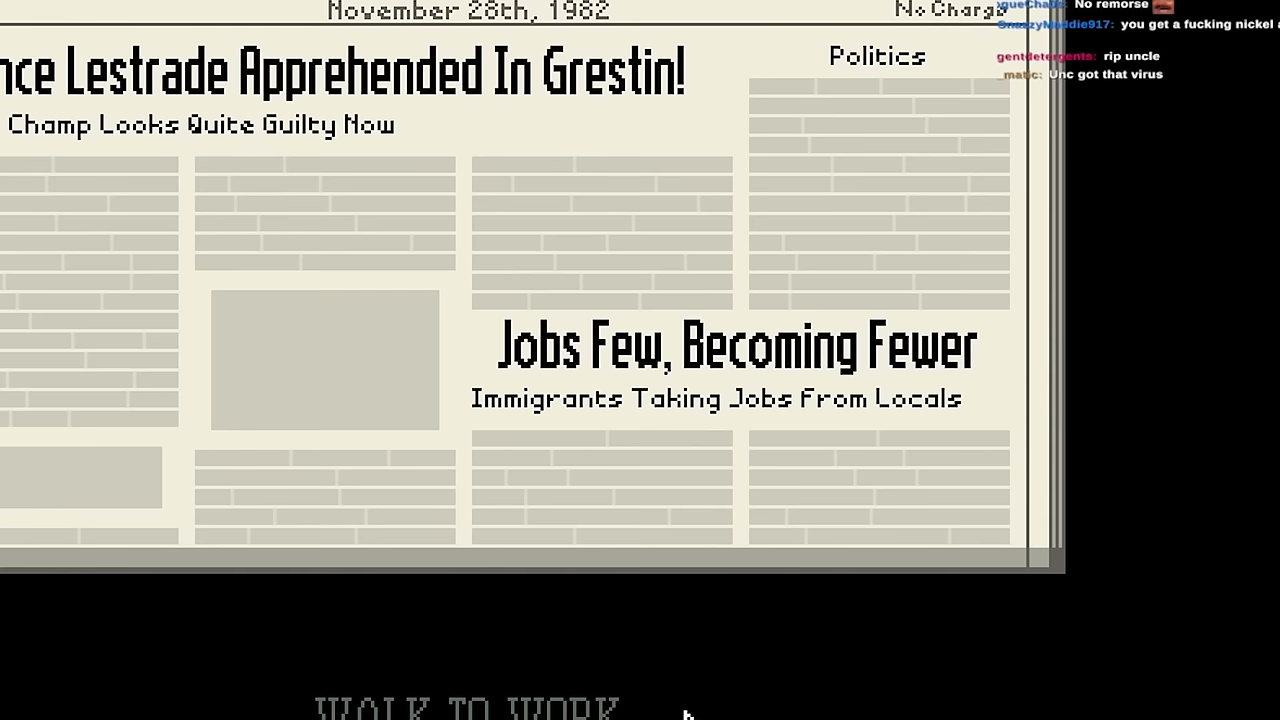 November 28th, 1982
No Charge
No remorse
SnazzyMaddie917: you get a fucking nickel
gentdetergents: rip uncle
_matic: Unc got that virus
nce Lestrade Apprehended In Grestin!
Champ Looks Quite Guilty Now
Politics
Jobs Few, Becoming Fewer
Immigrants Taking Jobs From Locals
WALK TO WORK